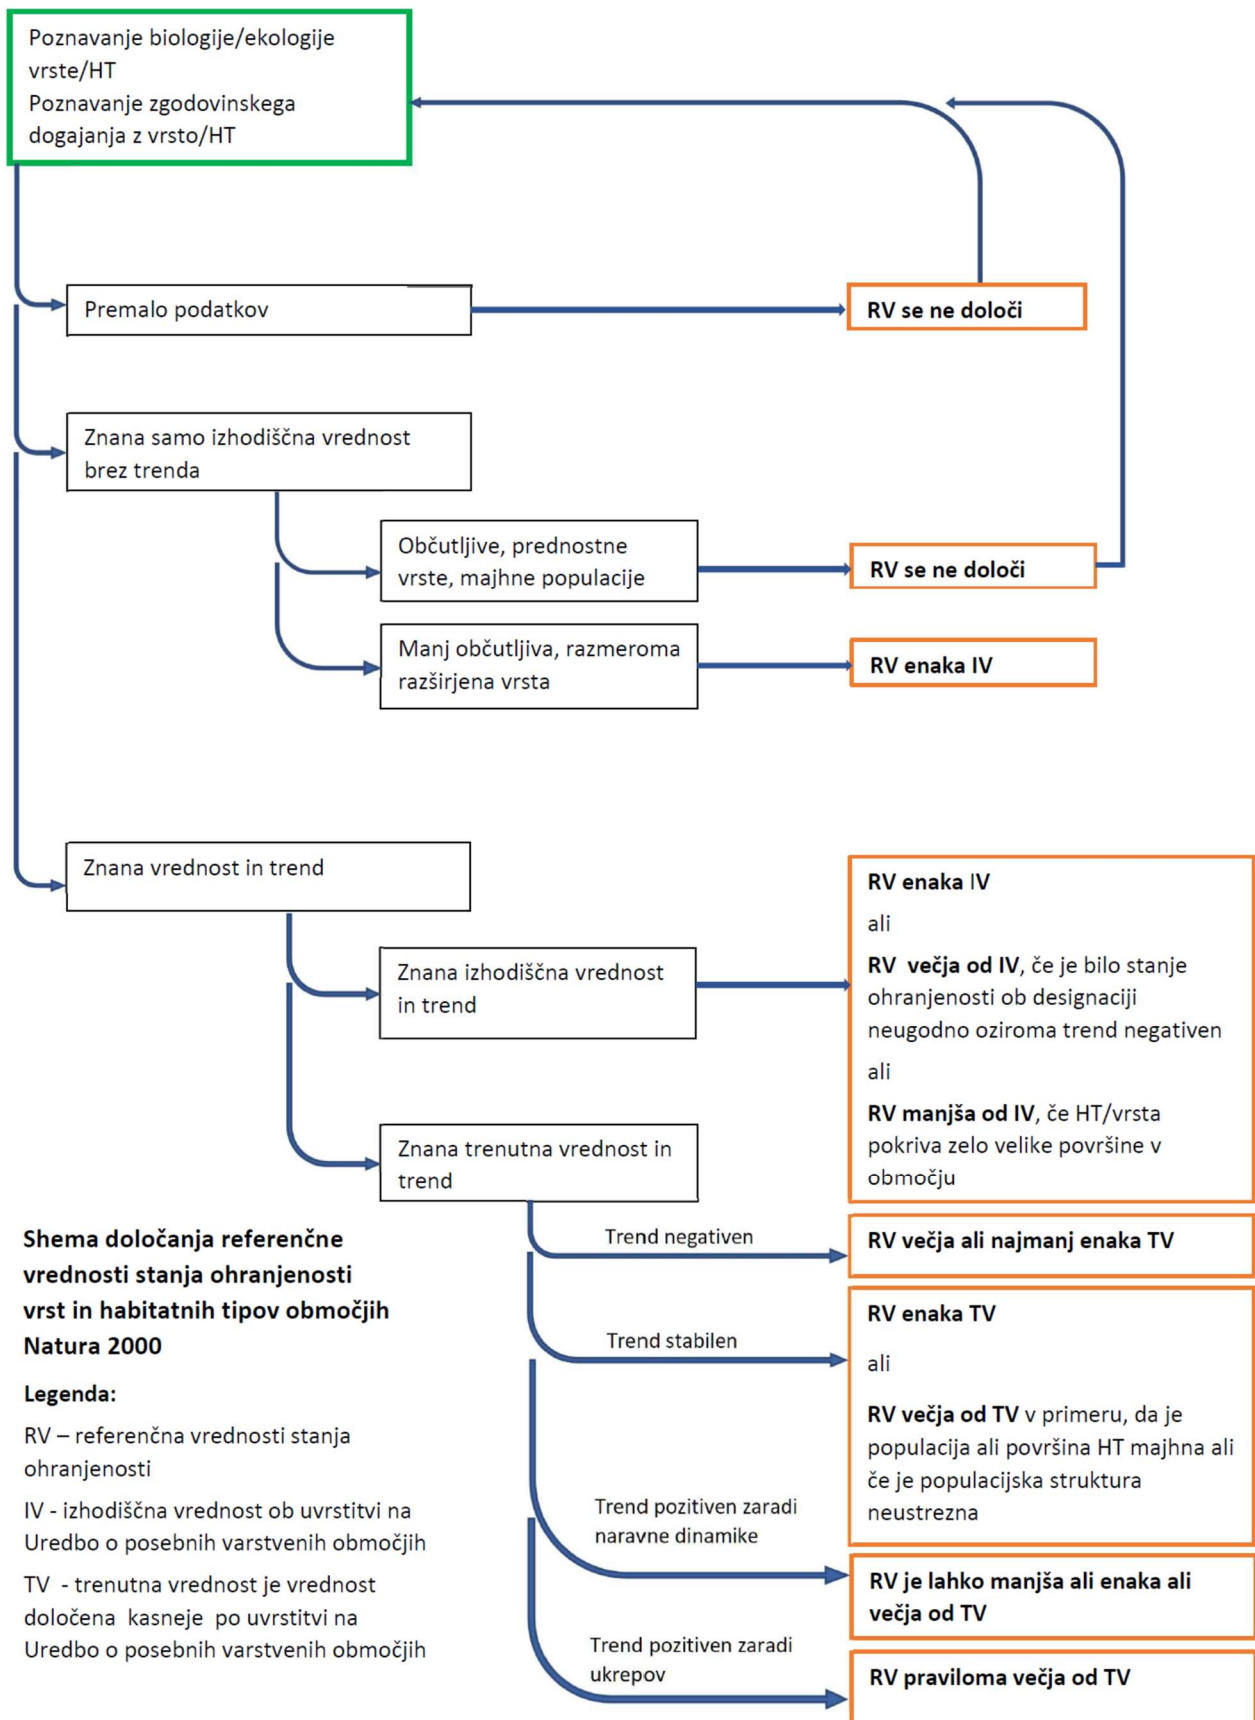 Poznavanje biologije/ekologije
vrste/HT
Poznavanje zgodovinskega
dogajanja z vrsto/HT
Premalo podatkov
RV se ne določi
Znana samo izhodiščna vrednost
brez trenda
Občutljive, prednostne
vrste, majhne populacije
RV se ne določi
Manj občutljiva, razmeroma
razširjena vrsta
RV enaka IV
Znana vrednost in trend
Znana izhodiščna vrednost
in trend
RV enaka IV
ali
RV večja od IV, če je bilo stanje
ohranjenosti ob designaciji
neugodno oziroma trend negativen
ali
RV manjša od IV, če HT/vrsta
pokriva zelo velike površine v
območju
Znana trenutna vrednost in
trend
Trend negativen
RV večja ali najmanj enaka TV
Trend stabilen
RV enaka TV
ali
RV večja od TV v primeru, da je
populacija ali površina HT majhna ali
če je populacijska struktura
neustrezna
Trend pozitiven zaradi
naravne dinamike
RV je lahko manjša ali enaka ali
večja od TV
Trend pozitiven zaradi
ukrepov
RV praviloma večja od TV
Shema določanja referenčne
vrednosti stanja ohranjenosti
vrst in habitatnih tipov območjih
Natura 2000
Legenda:
RV – referenčna vrednosti stanja
ohranjenosti
IV - izhodiščna vrednost ob uvrstitvi na
Uredbo o posebnih varstvenih območjih
TV - trenutna vrednost je vrednost
določena kasneje po uvrstitvi na
Uredbo o posebnih varstvenih območjih